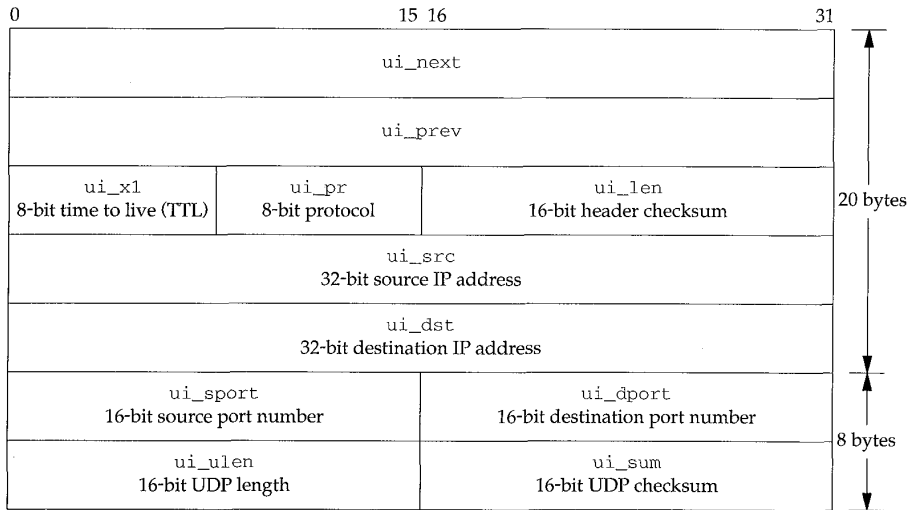 0 15 16 31
ui_next
ui_prev
ui_x1 ui_pr ui_len
8-bit time to live (TTL) 8-bit protocol 16-bit header checksum
20 bytes
ui_src
32-bit source IP address
ui_dst
32-bit destination IP address
ui_sport ui_dport
16-bit source port number 16-bit destination port number
8 bytes
ui_ulen ui_sum
16-bit UDP length 16-bit UDP checksum